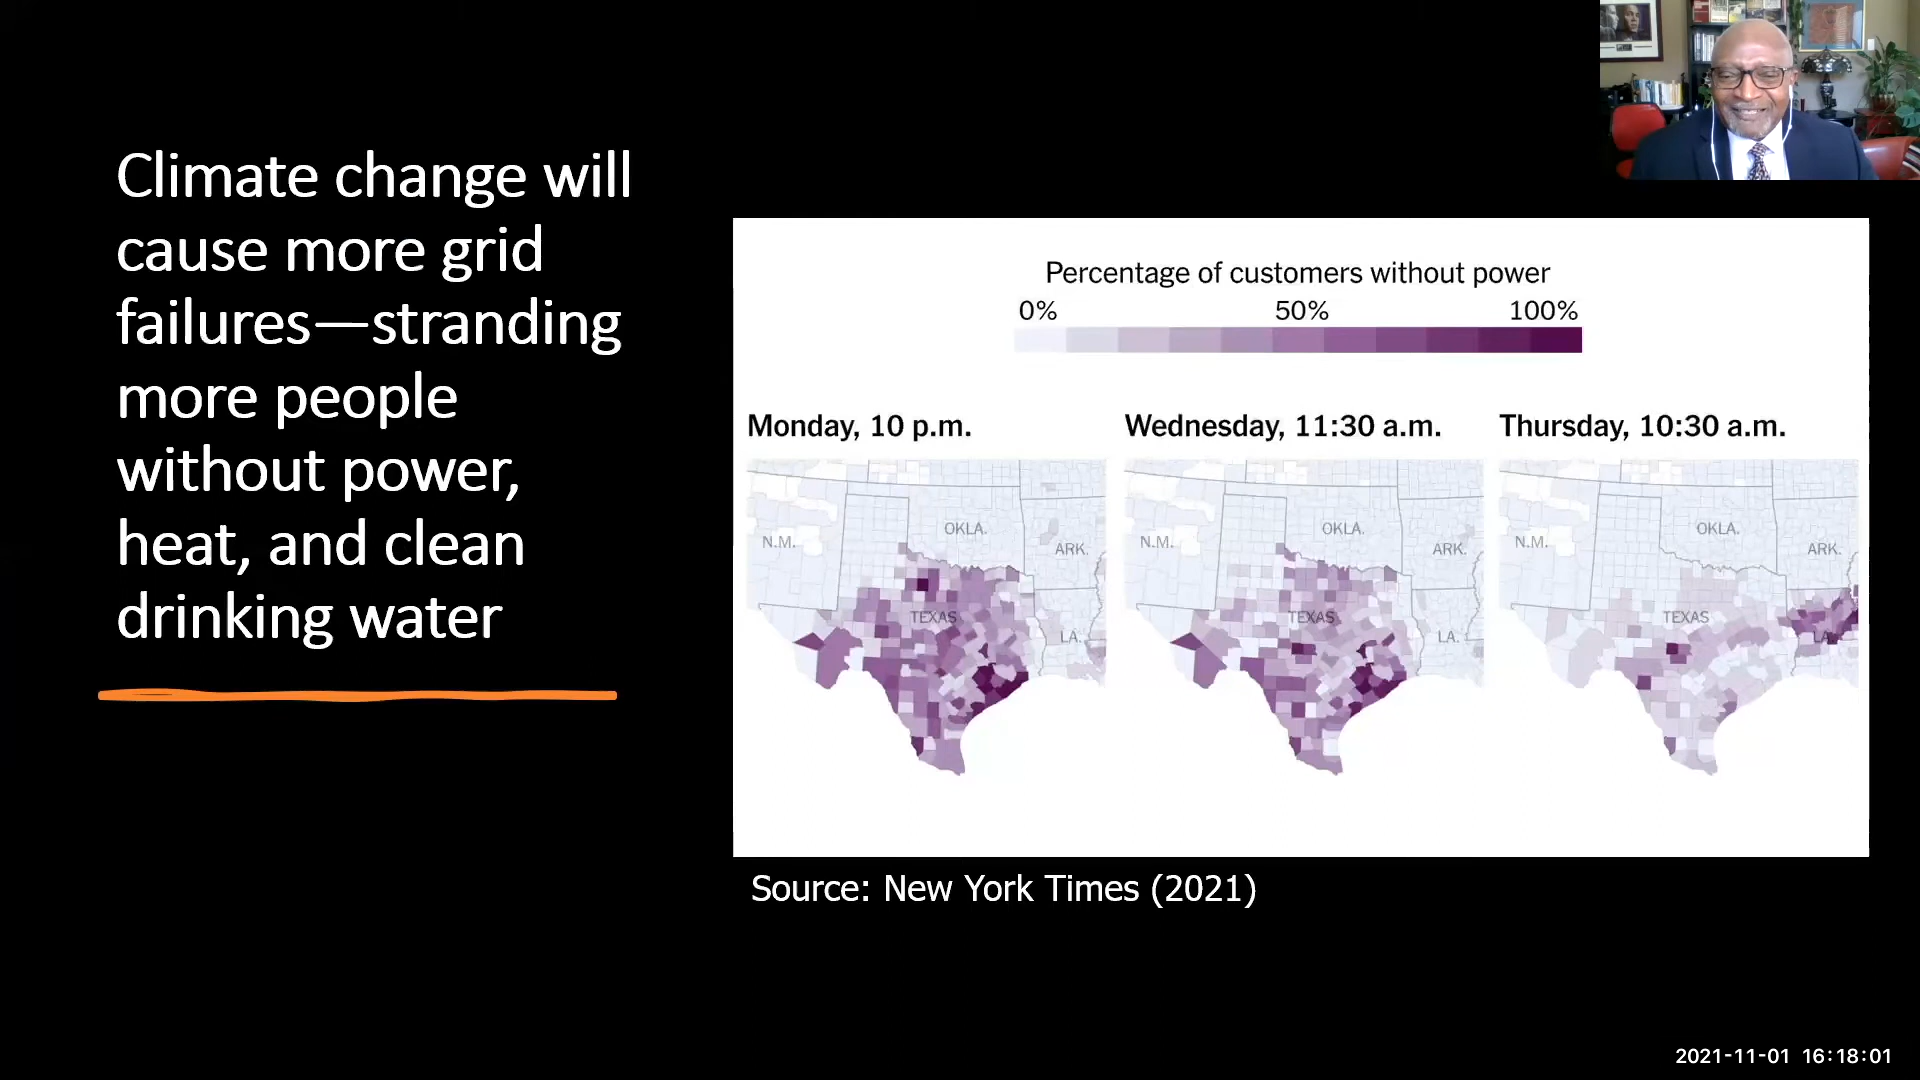 Climate change will
cause more grid
failures—stranding
more people
without power,
heat, and clean
drinking water
Percentage of customers without power
0% 50% 100%
Monday, 10 p.m.
N.M.
OKLA.
ARK.
TEXAS
LA.
Wednesday, 11:30 a.m.
N.M.
OKLA.
ARK.
TEXAS
LA.
Thursday, 10:30 a.m.
N.M.
OKLA.
ARK.
TEXAS
LA.
Source: New York Times (2021)
2021-11-01 16:18:01